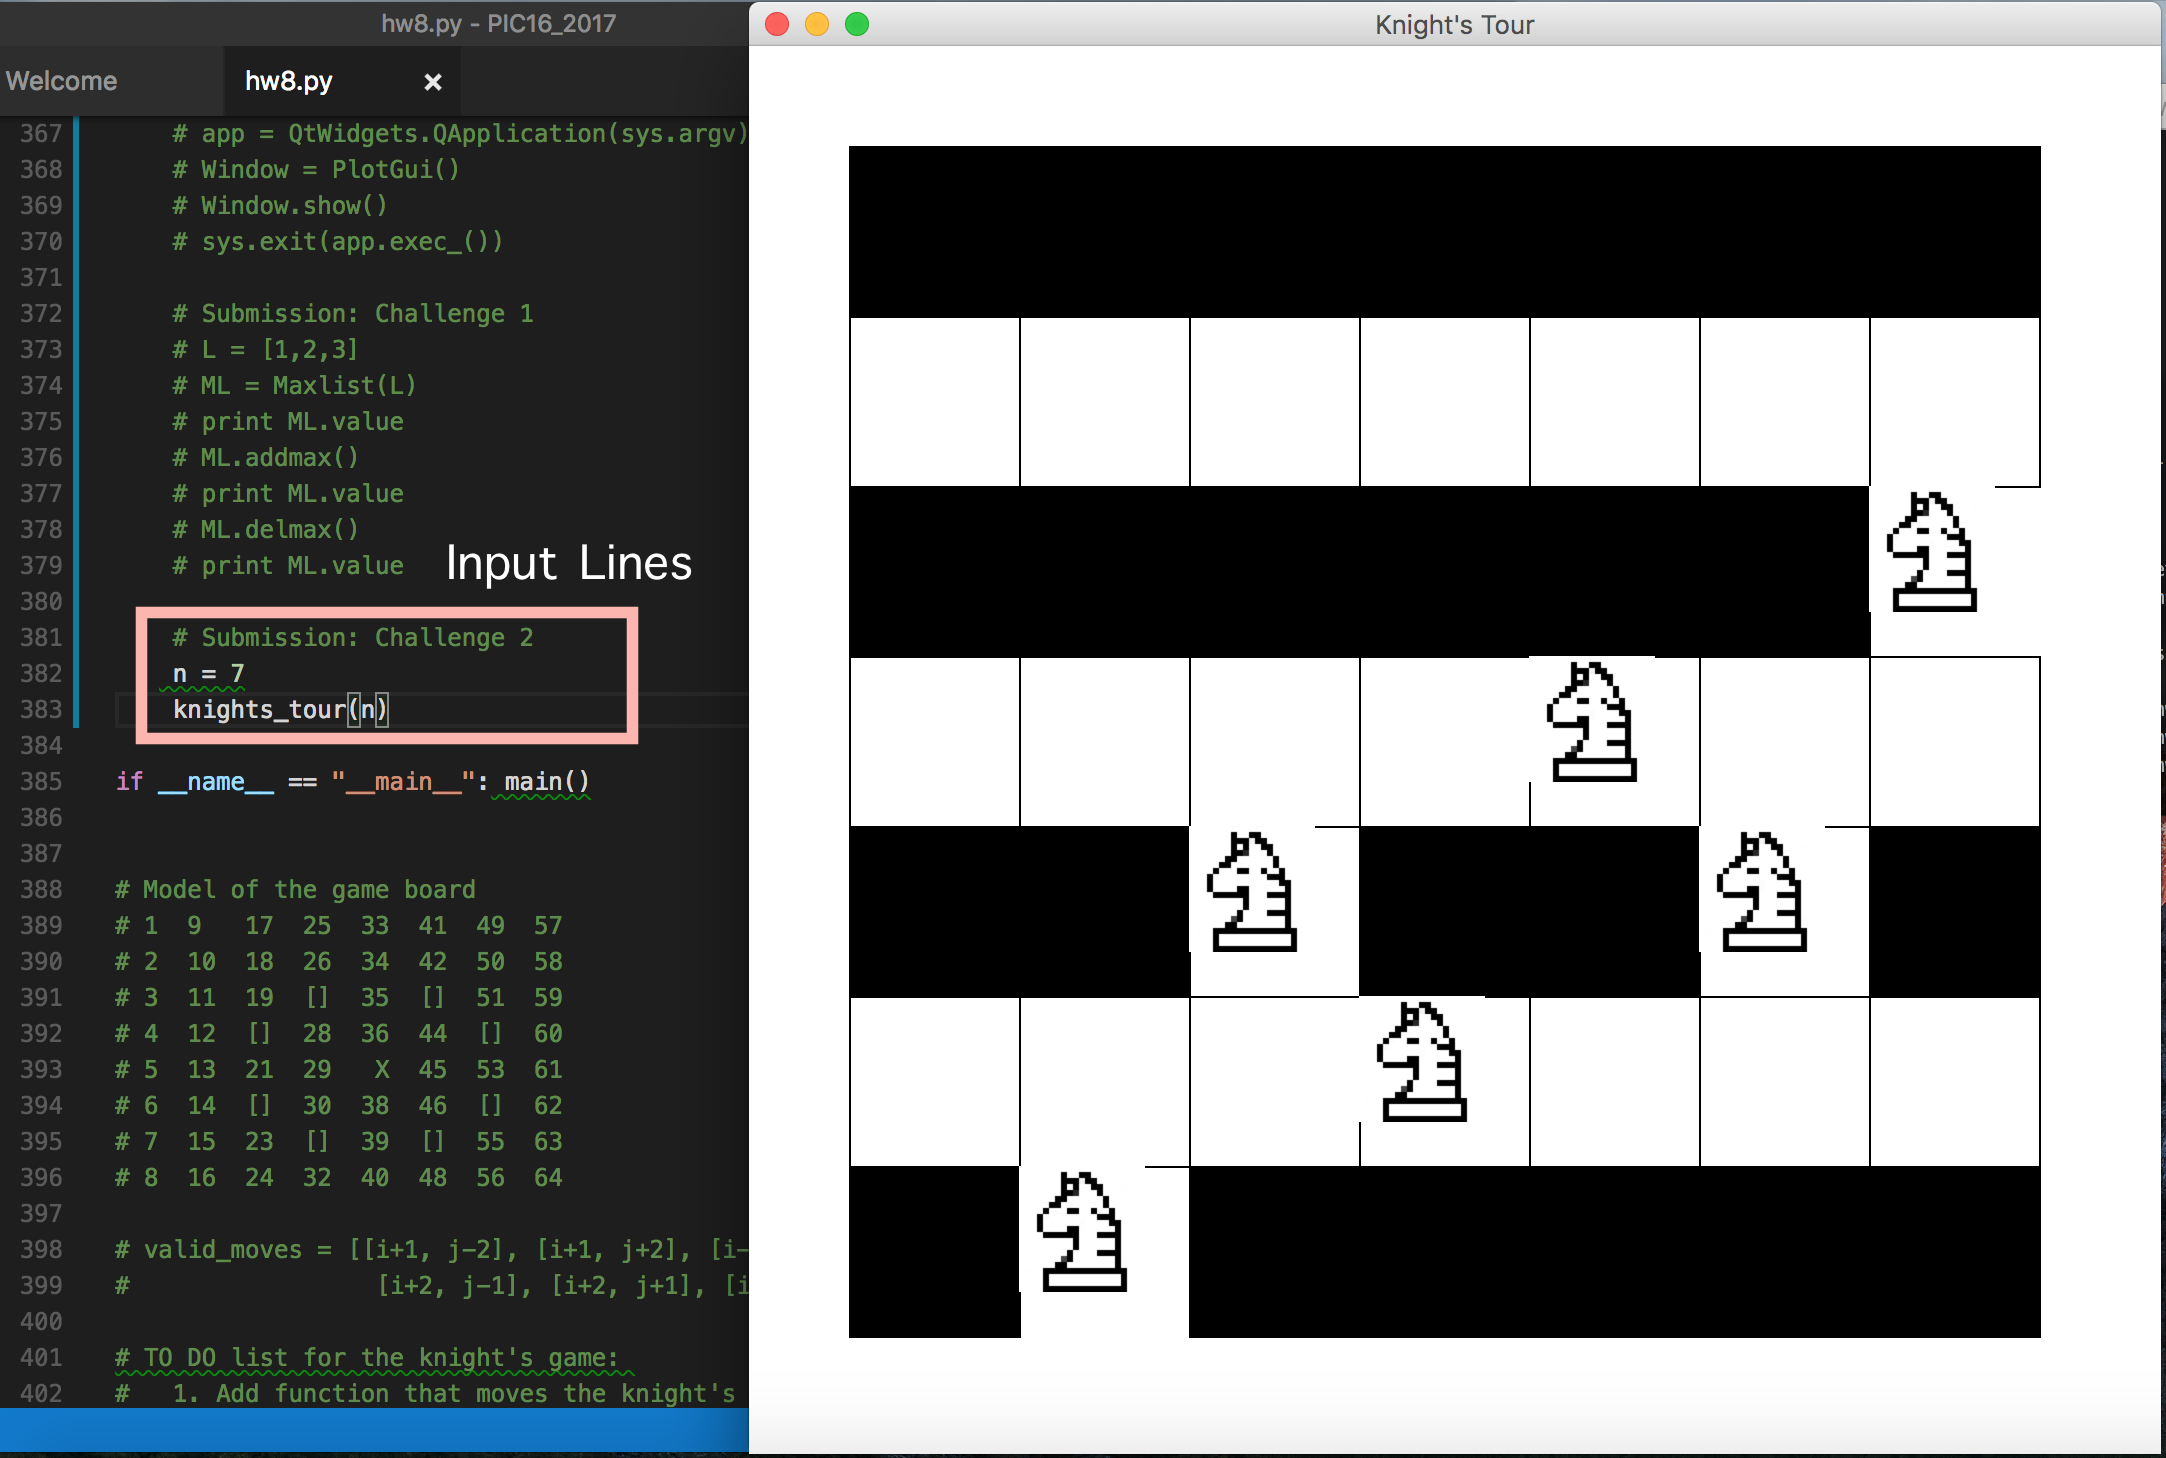 hw8.py - PIC16_2017
Welcome
hw8.py ×
367 # app = QtWidgets.QApplication(sys.argv)
368 # Window = PlotGui()
369 # Window.show()
370 # sys.exit(app.exec_())
371
372 # Submission: Challenge 1
373 # L = [1,2,3]
374 # ML = Maxlist(L)
375 # print ML.value
376 # ML.addmax()
377 # print ML.value
378 # ML.delmax()
379 # print ML.value
Input Lines
380
381 # Submission: Challenge 2
382 n = 7
383 knights_tour(n)
384
385 if __name__ == "__main__": main()
386
387
388 # Model of the game board
389 # 1 9 17 25 33 41 49 57
390 # 2 10 18 26 34 42 50 58
391 # 3 11 19 [] 35 [] 51 59
392 # 4 12 [] 28 36 44 [] 60
393 # 5 13 21 29 X 45 53 61
394 # 6 14 [] 30 38 46 [] 62
395 # 7 15 23 [] 39 [] 55 63
396 # 8 16 24 32 40 48 56 64
397
398 # valid_moves = [[i+1, j-2], [i+1, j+2], [i-
399 # [i+2, j-1], [i+2, j+1], [i
400
401 # TO DO list for the knight's game:
402 # 1. Add function that moves the knight's
Knight's Tour